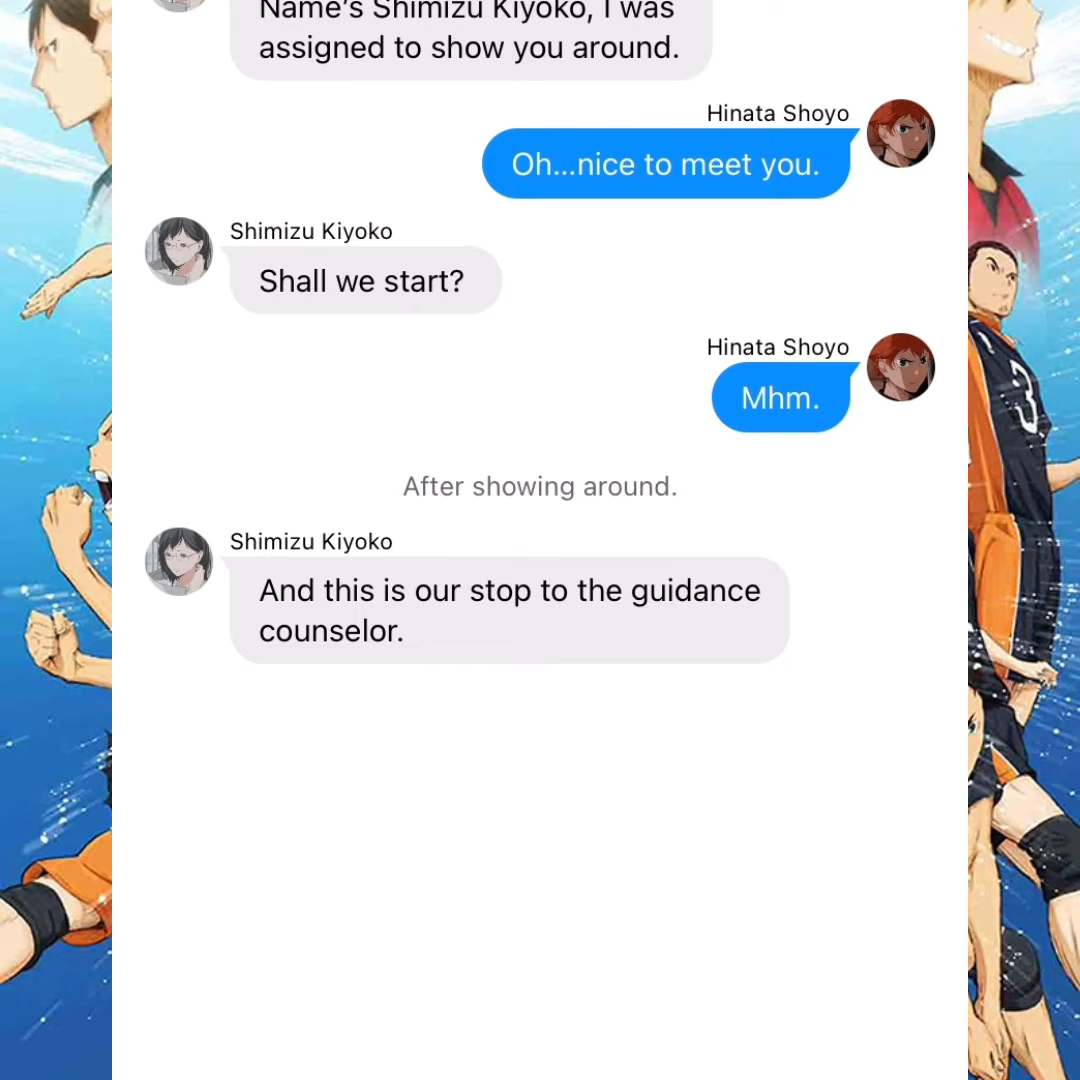 Name's Shimizu Kiyoko, I was
assigned to show you around.
Hinata Shoyo
Oh...nice to meet you.
Shimizu Kiyoko
Shall we start?
Hinata Shoyo
Mhm.
After showing around.
Shimizu Kiyoko
And this is our stop to the guidance
counselor.
3